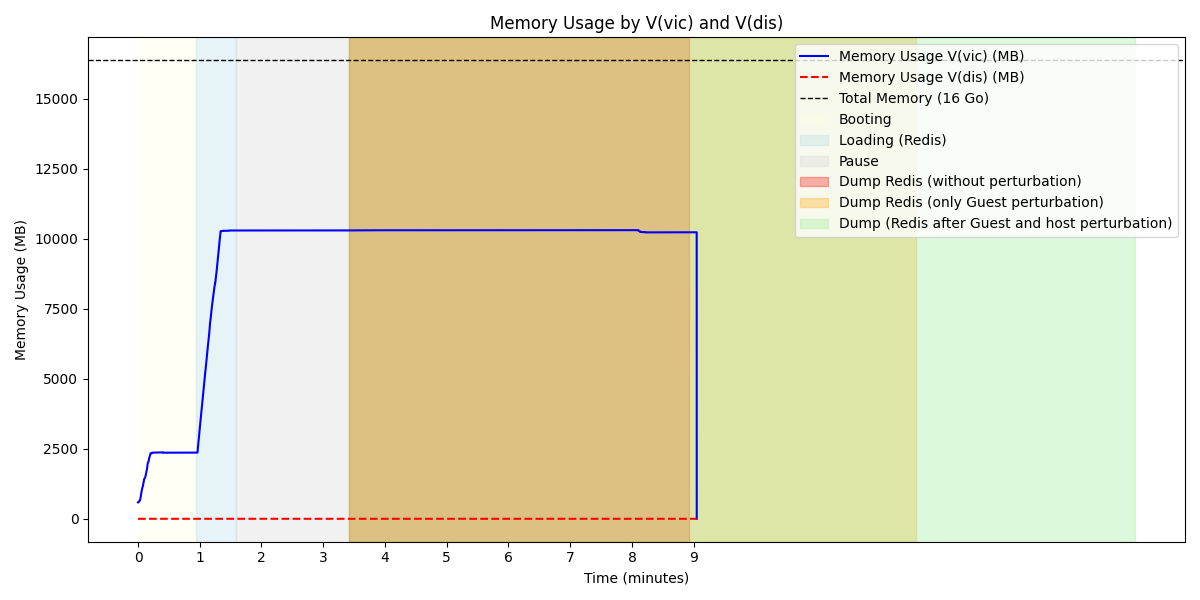 Memory Usage by V(vic) and V(dis)
Memory Usage V(vic) (MB)
Memory Usage V(dis) (MB)
Total Memory (16 Go)
Booting
Loading (Redis)
Pause
Dump Redis (without perturbation)
Dump Redis (only Guest perturbation)
Dump (Redis after Guest and host perturbation)
Memory Usage (MB)
15000
12500
10000
7500
5000
2500
0
0 1 2 3 4 5 6 7 8 9
Time (minutes)